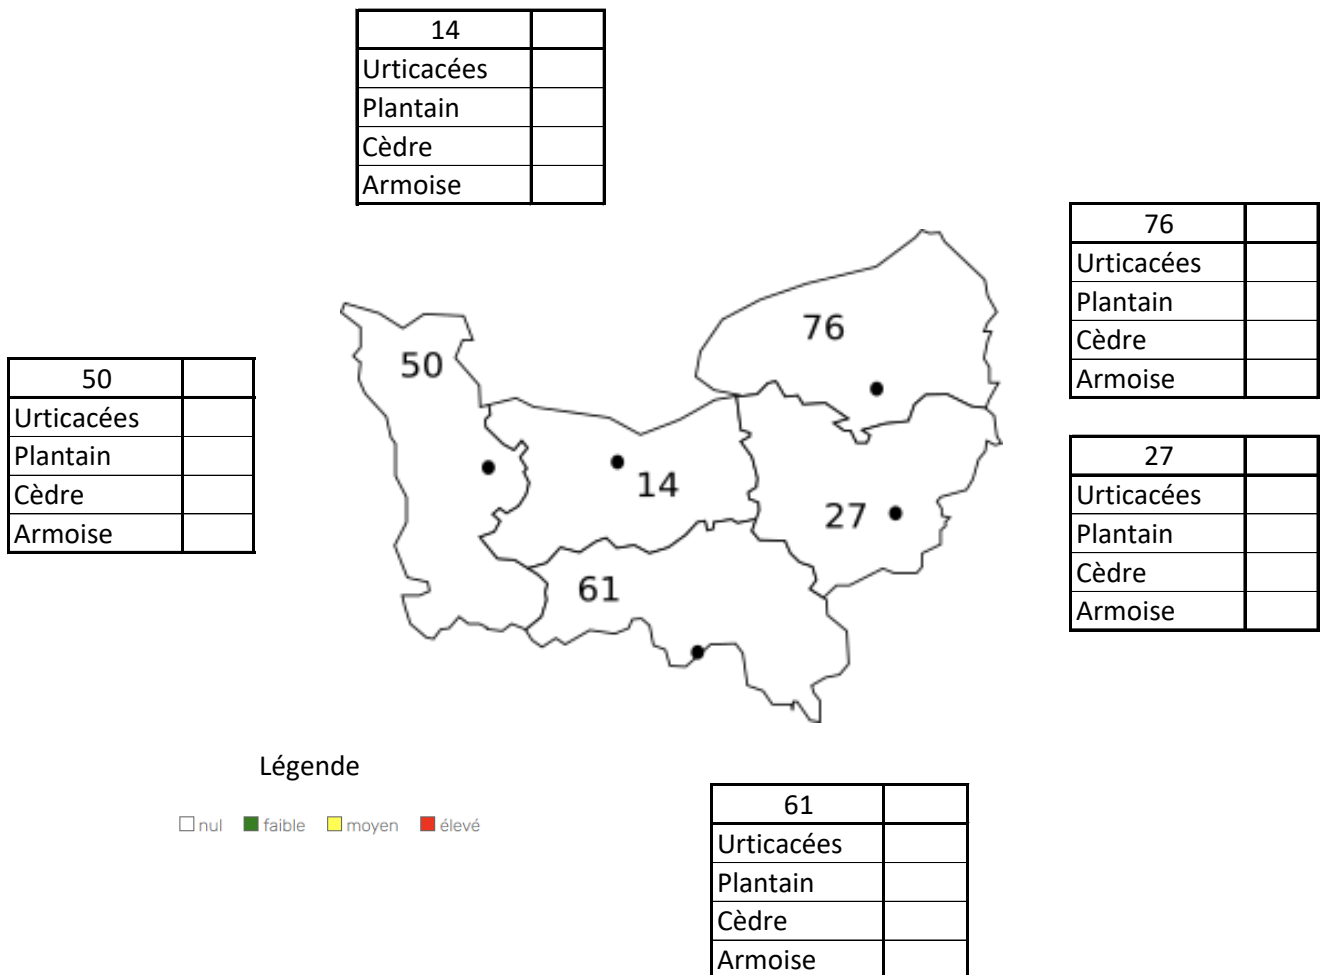 14
Urticacées
Plantain
Cèdre
Armoise
76
Urticacées
Plantain
Cèdre
Armoise
50
Urticacées
Plantain
Cèdre
Armoise
27
Urticacées
Plantain
Cèdre
Armoise
76
50
14
27
61
Légende
nul faible moyen élevé
61
Urticacées
Plantain
Cèdre
Armoise